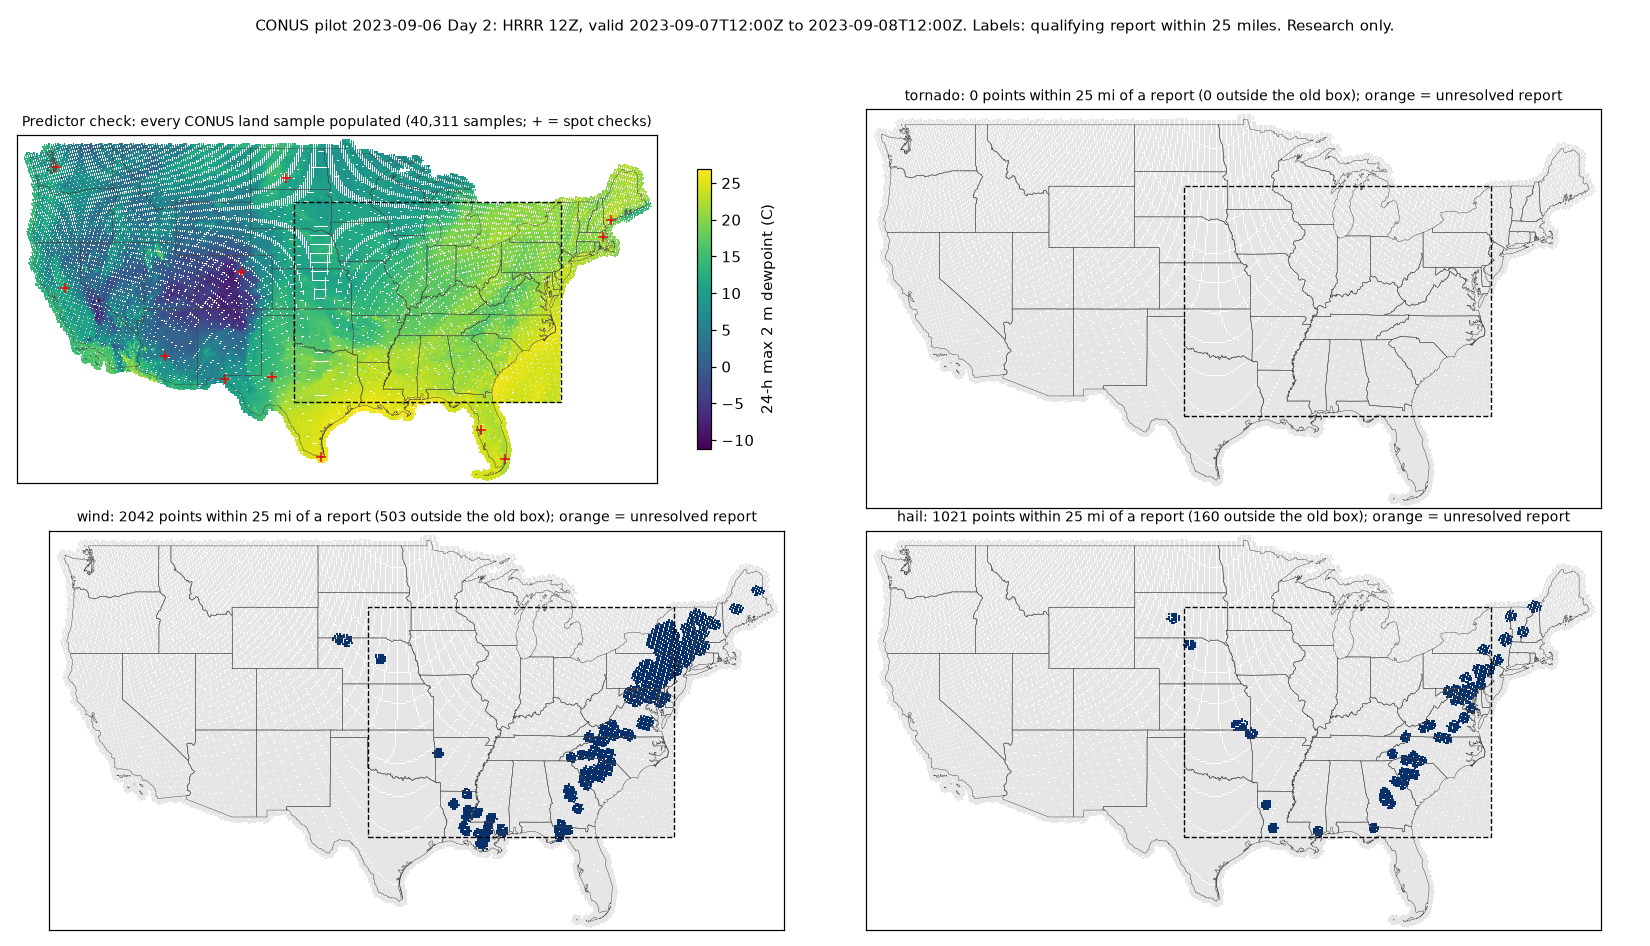 CONUS pilot 2023-09-06 Day 2: HRRR 12Z, valid 2023-09-07T12:00Z to 2023-09-08T12:00Z. Labels: qualifying report within 25 miles. Research only.
Predictor check: every CONUS land sample populated (40,311 samples; + = spot checks)
25
20
15
10
5
0
−5
−10
24-h max 2 m dewpoint (C)
tornado: 0 points within 25 mi of a report (0 outside the old box); orange = unresolved report
wind: 2042 points within 25 mi of a report (503 outside the old box); orange = unresolved report
hail: 1021 points within 25 mi of a report (160 outside the old box); orange = unresolved report